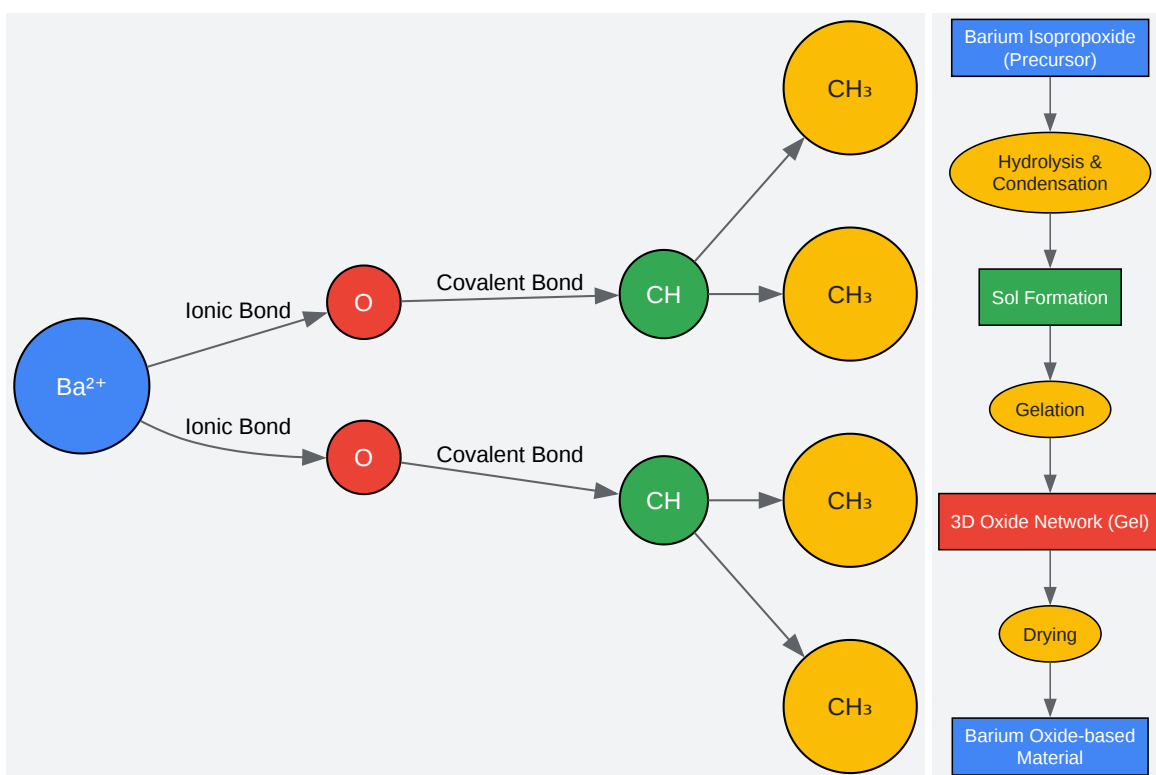 Ba²⁺
Ionic Bond
Ionic Bond
O
O
Covalent Bond
Covalent Bond
CH
CH
CH₃
CH₃
CH₃
CH₃
Barium Isopropoxide
(Precursor)
Hydrolysis &
Condensation
Sol Formation
Gelation
3D Oxide Network (Gel)
Drying
Barium Oxide-based
Material